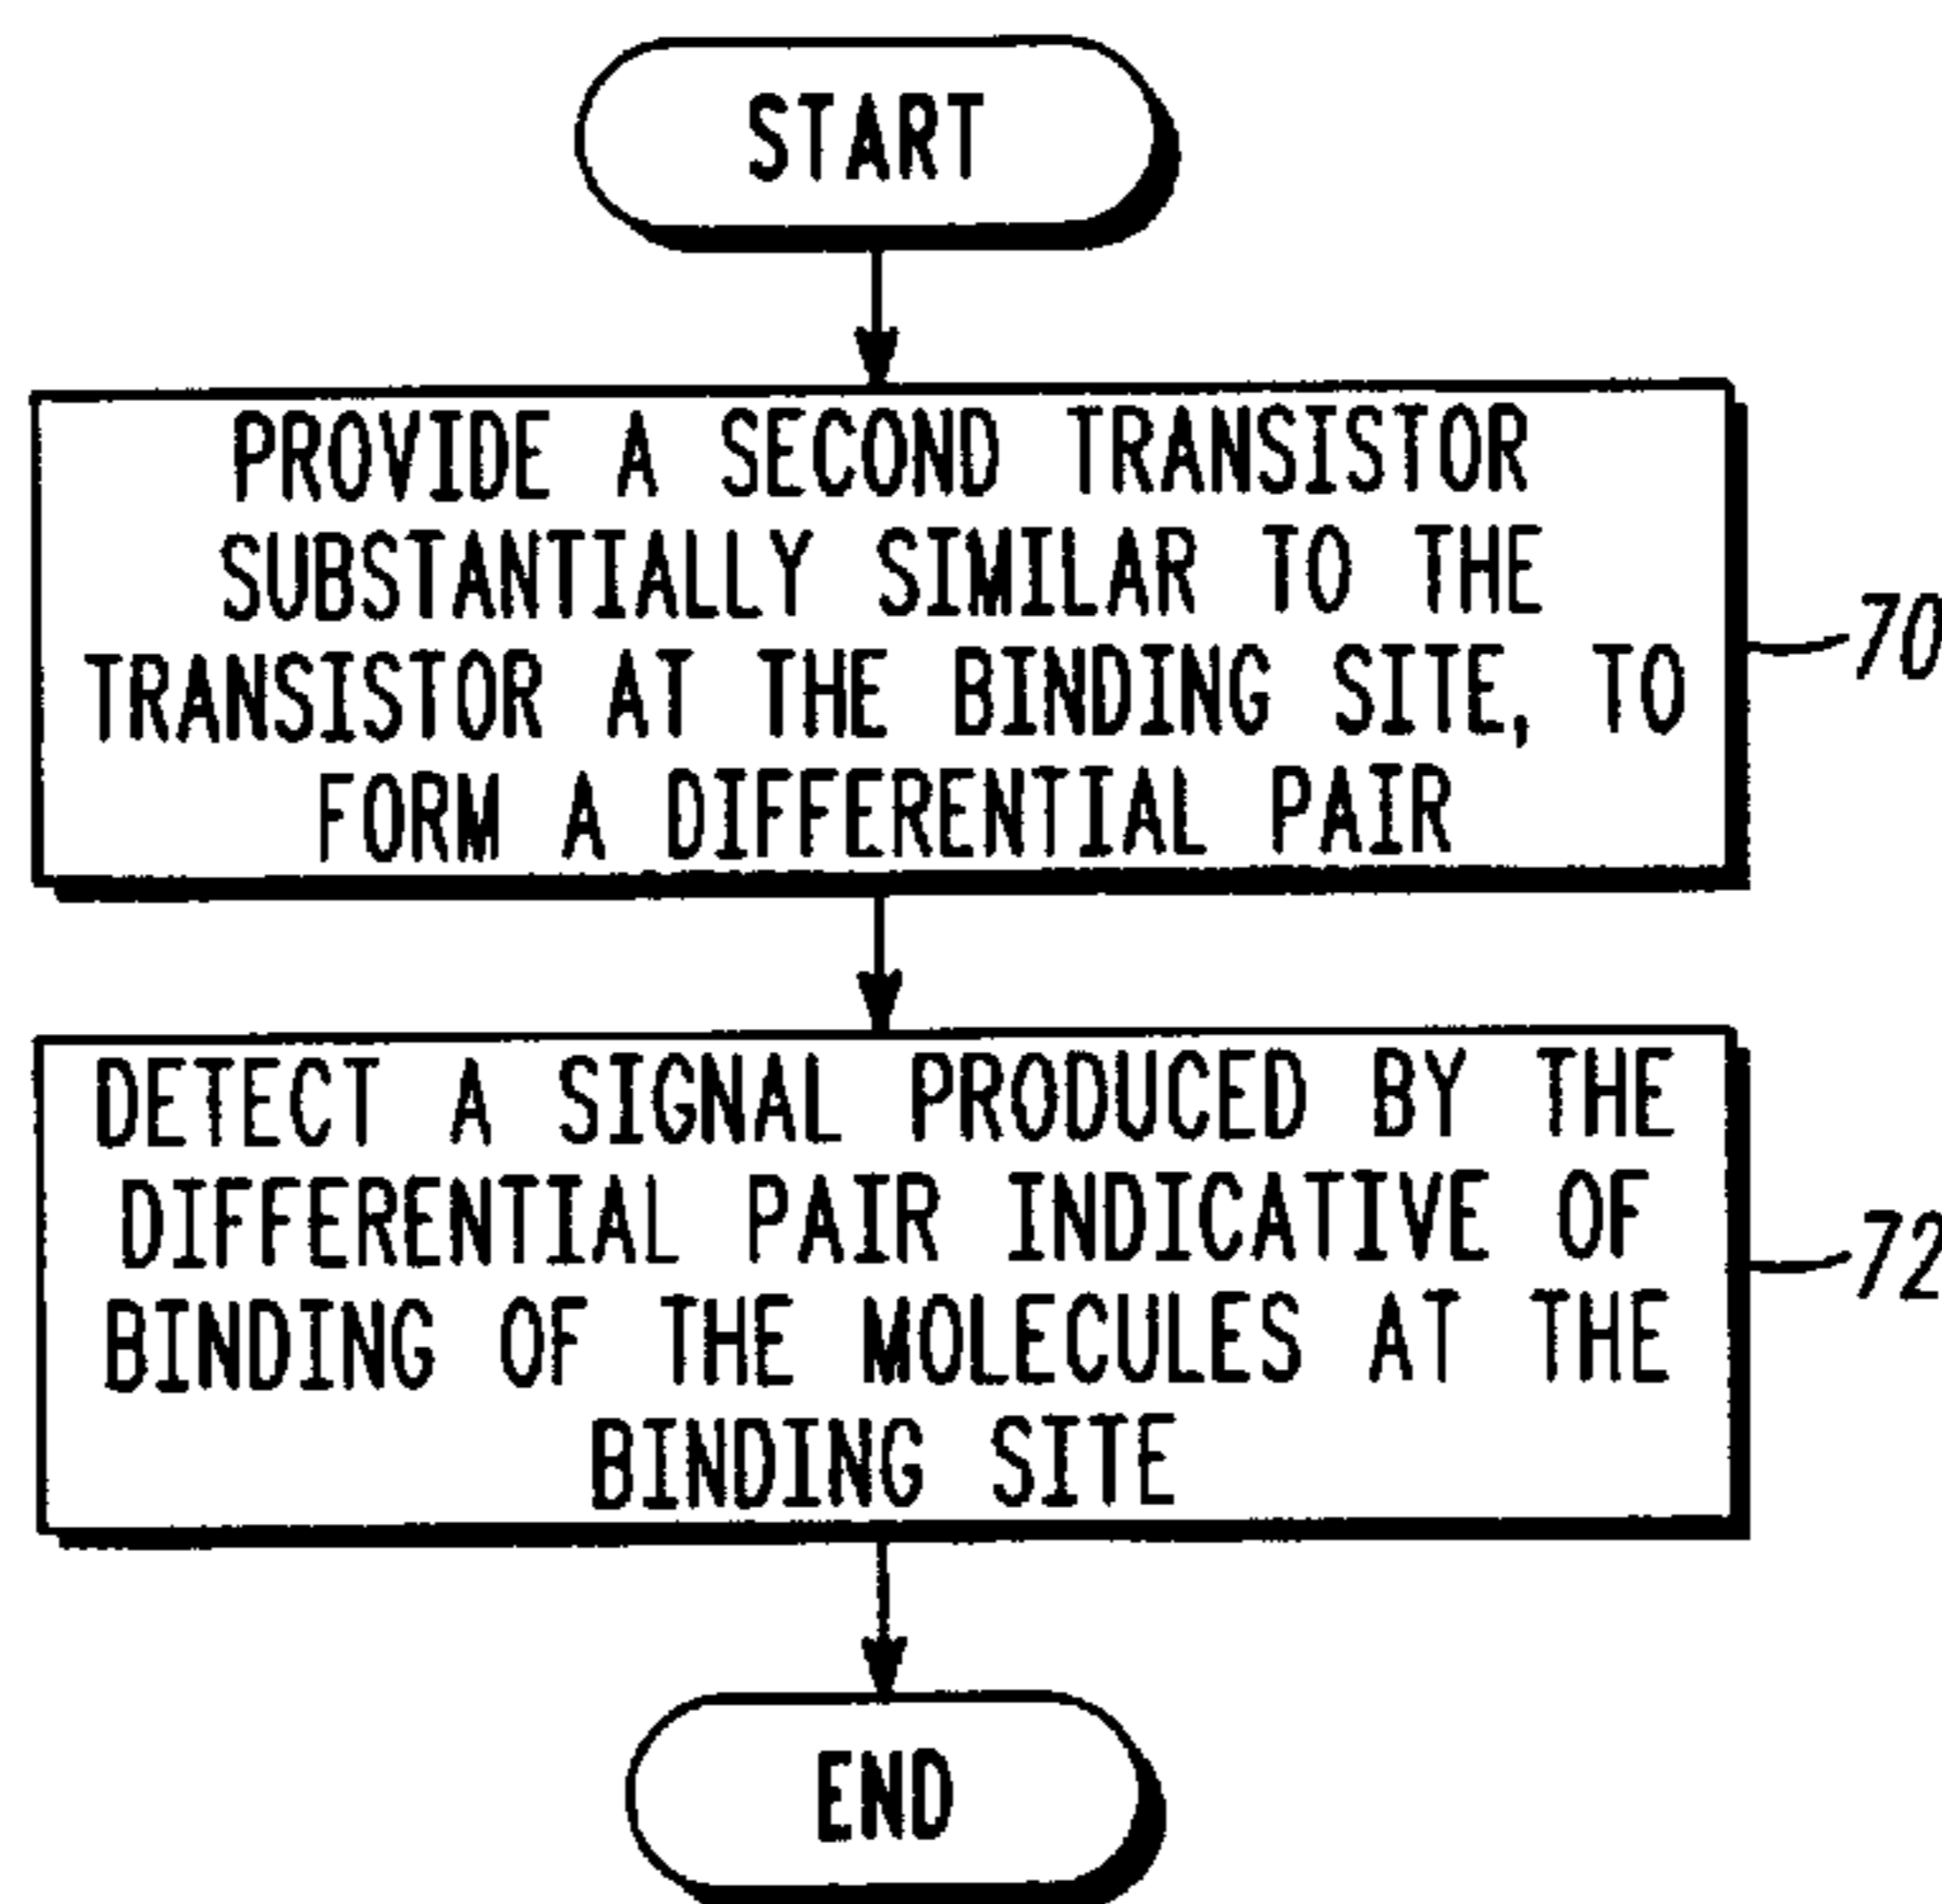 START
PROVIDE A SECOND TRANSISTOR
SUBSTANTIALLY SIMILAR TO THE
TRANSISTOR AT THE BINDING SITE, TO
FORM A DIFFERENTIAL PAIR
70
DETECT A SIGNAL PRODUCED BY THE
DIFFERENTIAL PAIR INDICATIVE OF
BINDING OF THE MOLECULES AT THE
BINDING SITE
72
END